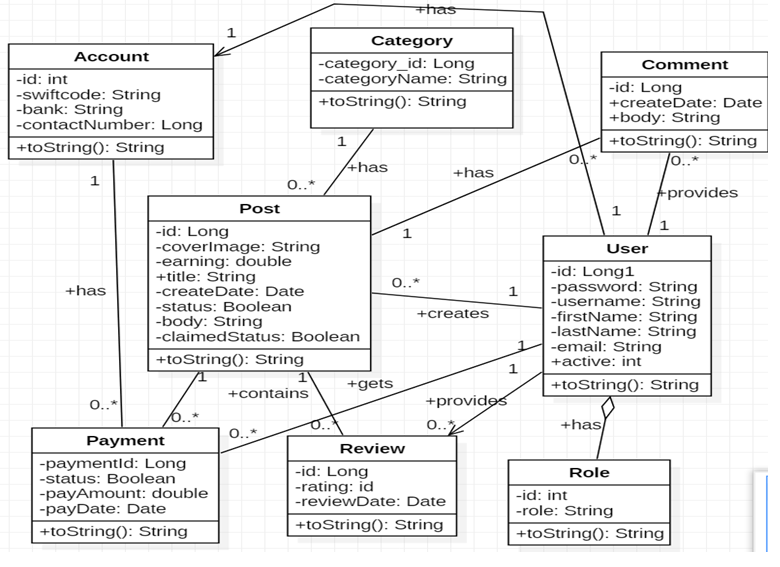 +has
1
Account
-id: int
-swiftcode: String
-bank: String
-contactNumber: Long
+toString(): String
Category
-category_id: Long
-categoryName: String
+toString(): String
Comment
-id: Long
+createDate: Date
+body: String
+toString(): String
1
+has
0..*
+has
1
0..*
0..*
+provides
1
1
1
Post
-id: Long
-coverImage: String
-earning: double
+title: String
-createDate: Date
-status: Boolean
-body: String
-claimedStatus: Boolean
+toString(): String
User
-id: Long1
-password: String
-username: String
-firstName: String
-lastName: String
-email: String
+active: int
+toString(): String
0..*
1
+creates
+has
1
1
1
1
+contains
+gets
+provides
0..*
0..*
0..*
0..*
0..*
+has
Payment
-paymentId: Long
-status: Boolean
-payAmount: double
-payDate: Date
+toString(): String
Review
-id: Long
-rating: id
-reviewDate: Date
+toString(): String
Role
-id: int
-role: String
+toString(): String